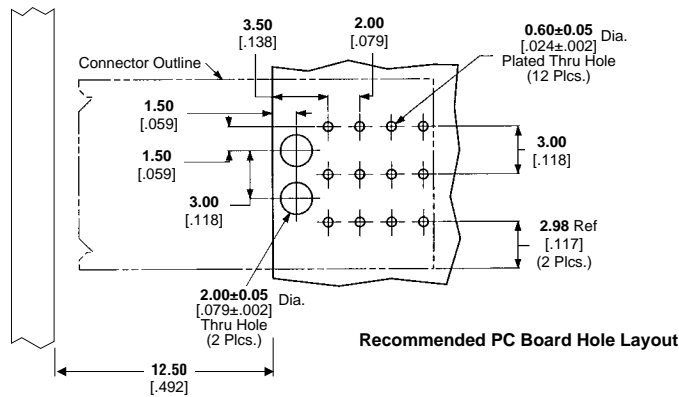 3.50
[.138]
2.00
[.079]
0.60±0.05 Dia.
[.024±.002]
Plated Thru Hole
(12 Plcs.)
Connector Outline
1.50
[.059]
1.50
[.059]
3.00
[.118]
3.00
[.118]
2.98 Ref
[.117]
(2 Plcs.)
2.00±0.05 Dia.
[.079±.002]
Thru Hole
(2 Plcs.)
Recommended PC Board Hole Layout
12.50
[.492]